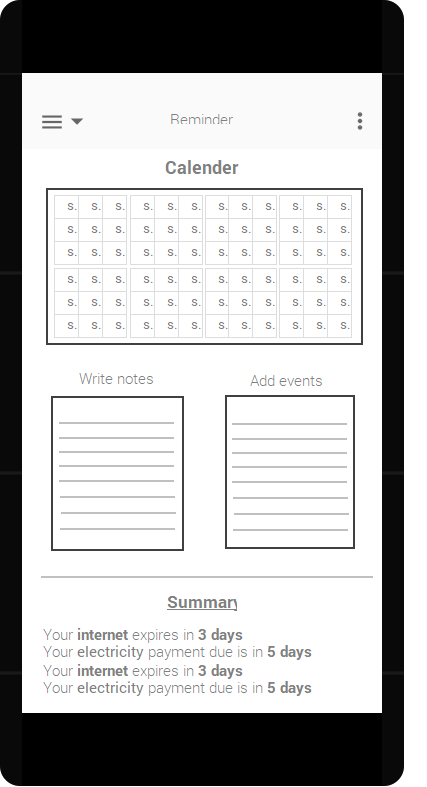 Reminder
Calender
s. s. s. s. s. s. s. s. s. s. s. s.
s. s. s. s. s. s. s. s. s. s. s. s.
s. s. s. s. s. s. s. s. s. s. s. s.
s. s. s. s. s. s. s. s. s. s. s. s.
s. s. s. s. s. s. s. s. s. s. s. s.
s. s. s. s. s. s. s. s. s. s. s. s.
Write notes
Add events
Summary
Your internet expires in 3 days
Your electricity payment due is in 5 days
Your internet expires in 3 days
Your electricity payment due is in 5 days